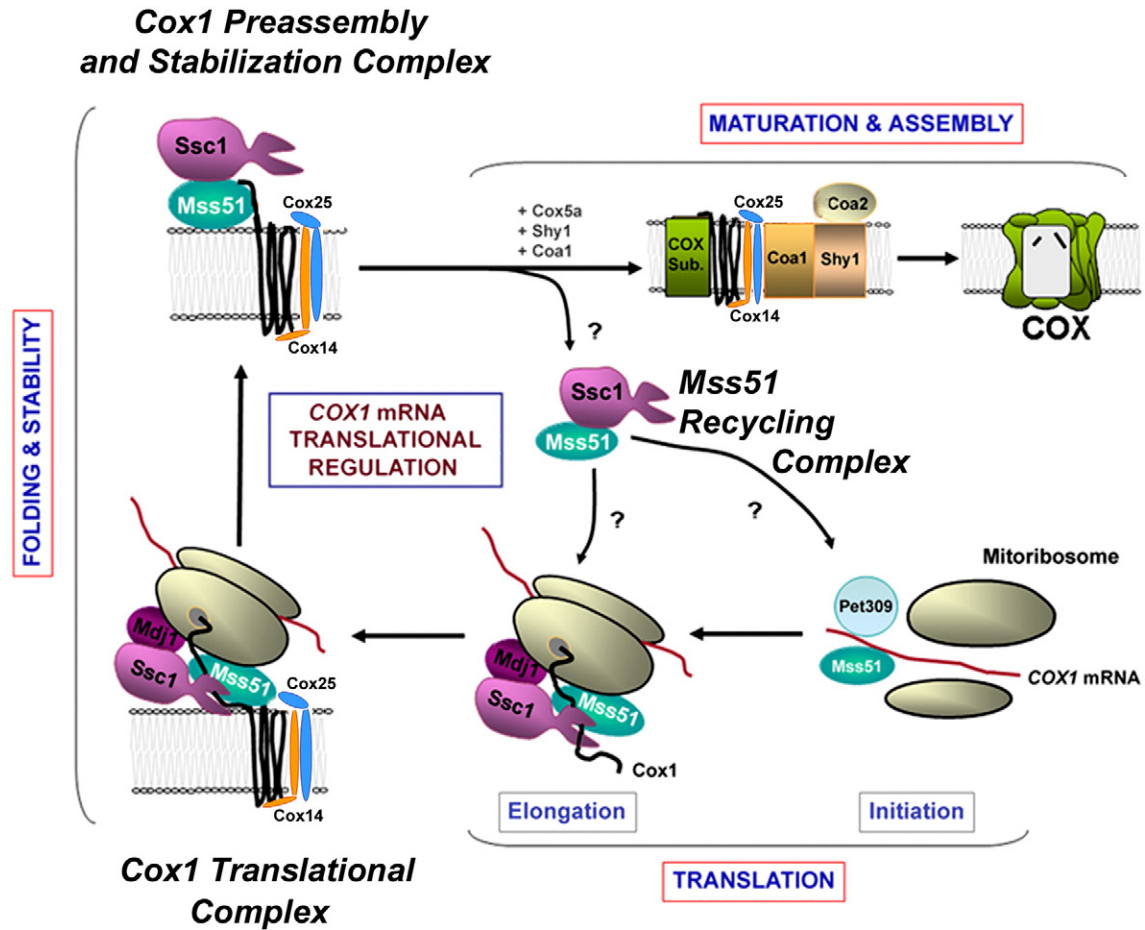 Cox1 Preassembly
and Stabilization Complex
MATURATION & ASSEMBLY
Ssc1
Mss51
Cox25
Cox14
+ Cox5a
+ Shy1
+ Coa1
COX
Sub.
Cox25
Coa2
Coa1
Shy1
Cox14
COX
FOLDING & STABILITY
COX1 mRNA
TRANSLATIONAL
REGULATION
?
Ssc1
Mss51
Mss51
Recycling
Complex
?
?
Mdj1
Ssc1
Mss51
Cox25
Cox14
Mdj1
Ssc1
Mss51
Cox1
Mitoribosome
Pet309
Mss51
COX1 mRNA
Elongation
Initiation
TRANSLATION
Cox1 Translational
Complex